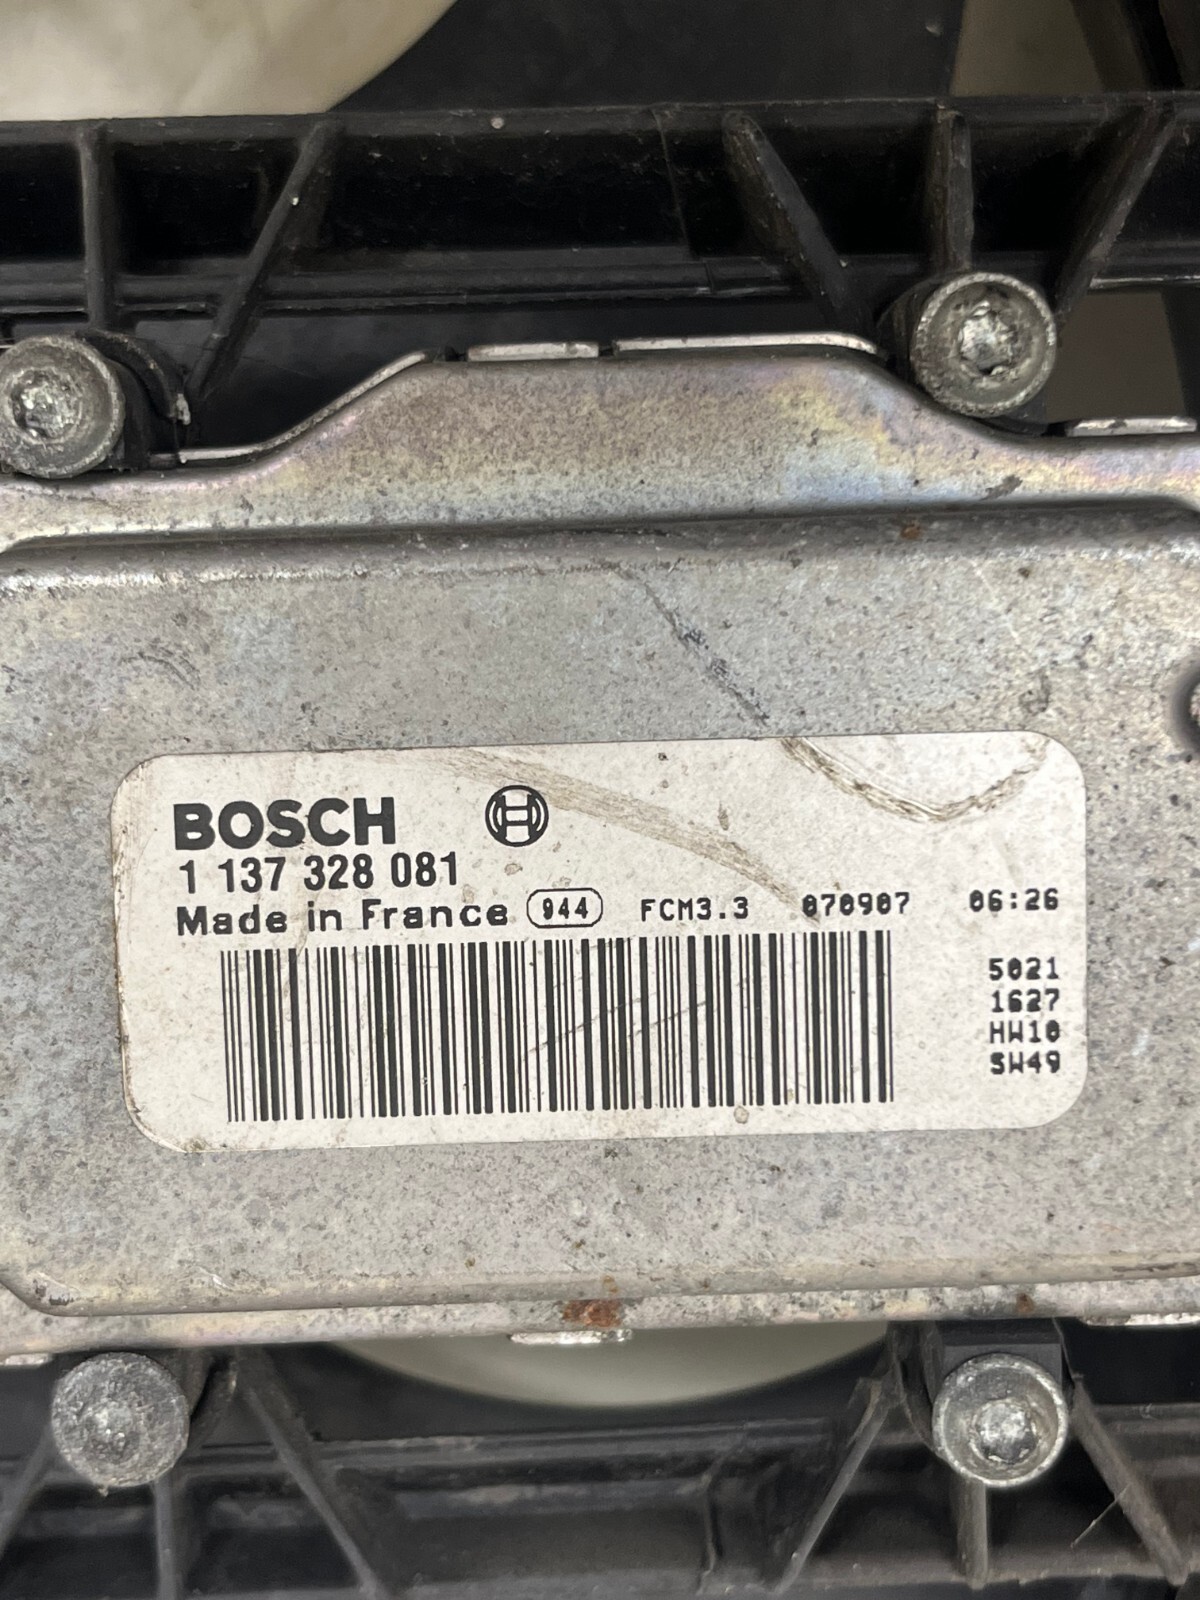 BOSCH
1 137 328 081
Made in France 944 FCM3.3 070907 06:26
5021
1627
HW10
SW49